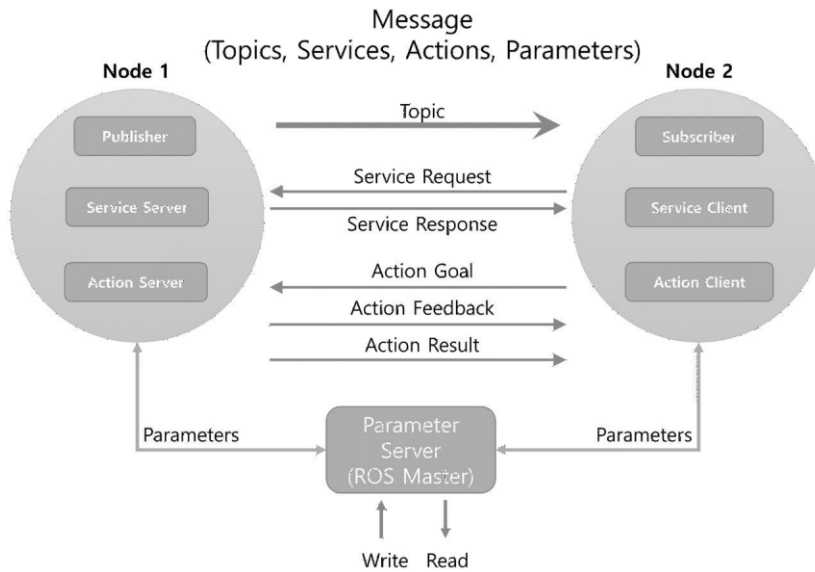 Message
(Topics, Services, Actions, Parameters)
Node 1
Node 2
Publisher
Topic
Subscriber
Service Request
Service Server
Service Client
Service Response
Action Goal
Action Server
Action Client
Action Feedback
Action Result
Parameters
Parameter
Server
(ROS Master)
Parameters
Write
Read